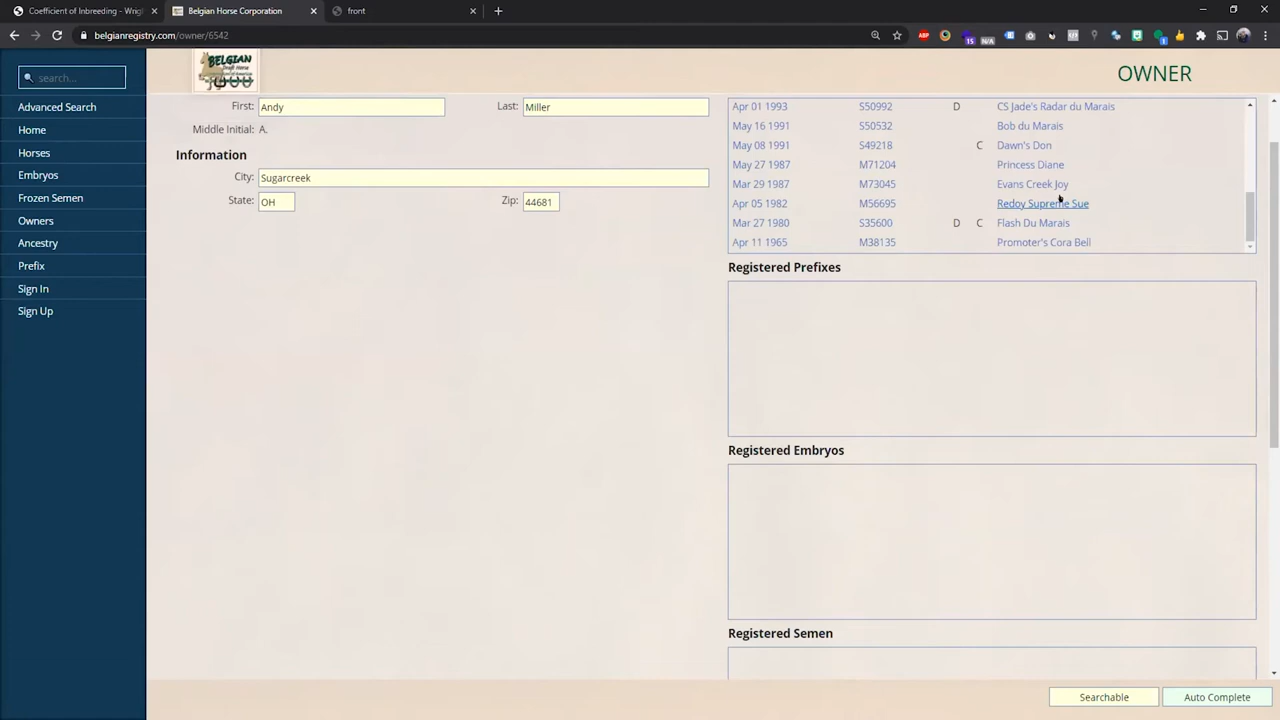 Coefficient of Inbreeding - Wrigh
Belgian Horse Corporation
front
belgianregistry.com/owner/6542
ABP
15
N/A
1
search...
BELGIAN
OWNER
Advanced Search
Home
Horses
Embryos
Frozen Semen
Owners
Ancestry
Prefix
Sign In
Sign Up
First: Andy Last: Miller
Middle Initial: A.
Information
City: Sugarcreek
State: OH Zip: 44681
Apr 01 1993 S50992 D CS Jade's Radar du Marais
May 16 1991 S50532 Bob du Marais
May 08 1991 S49218 C Dawn's Don
May 27 1987 M71204 Princess Diane
Mar 29 1987 M73045 Evans Creek Joy
Apr 05 1982 M56695 Redoy Supreme Sue
Mar 27 1980 S35600 D C Flash Du Marais
Apr 11 1965 M38135 Promoter's Cora Bell
Registered Prefixes
Registered Embryos
Registered Semen
Searchable
Auto Complete